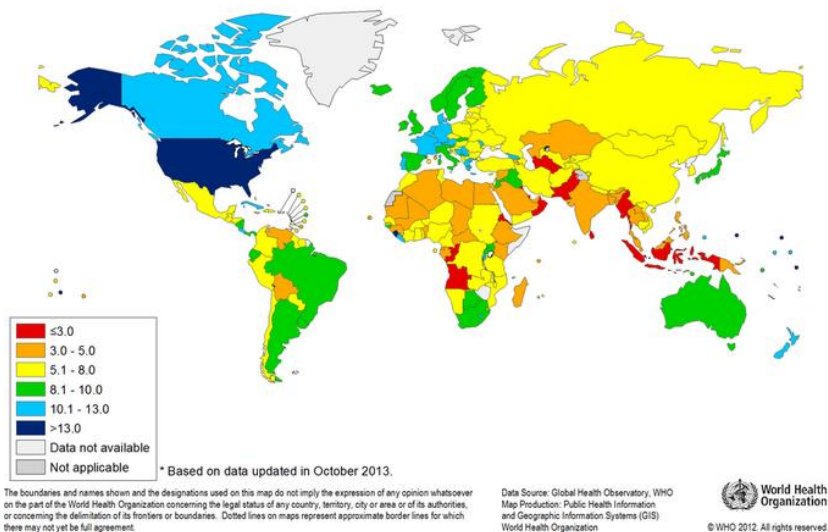 ≤3.0
3.0 - 5.0
5.1 - 8.0
8.1 - 10.0
10.1 - 13.0
>13.0
Data not available
Not applicable
* Based on data updated in October 2013.
The boundaries and names shown and the designations used on this map do not imply the expression of any opinion whatsoever
on the part of the World Health Organization concerning the legal status of any country, territory, city or area or of its authorities,
or concerning the delimitation of its frontiers or boundaries. Dotted lines on maps represent approximate border lines for which
there may not yet be full agreement.
Data Source: Global Health Observatory, WHO
Map Production: Public Health Information
and Geographic Information Systems (GIS)
World Health Organization
World Health
Organization
© WHO 2012. All rights reserve